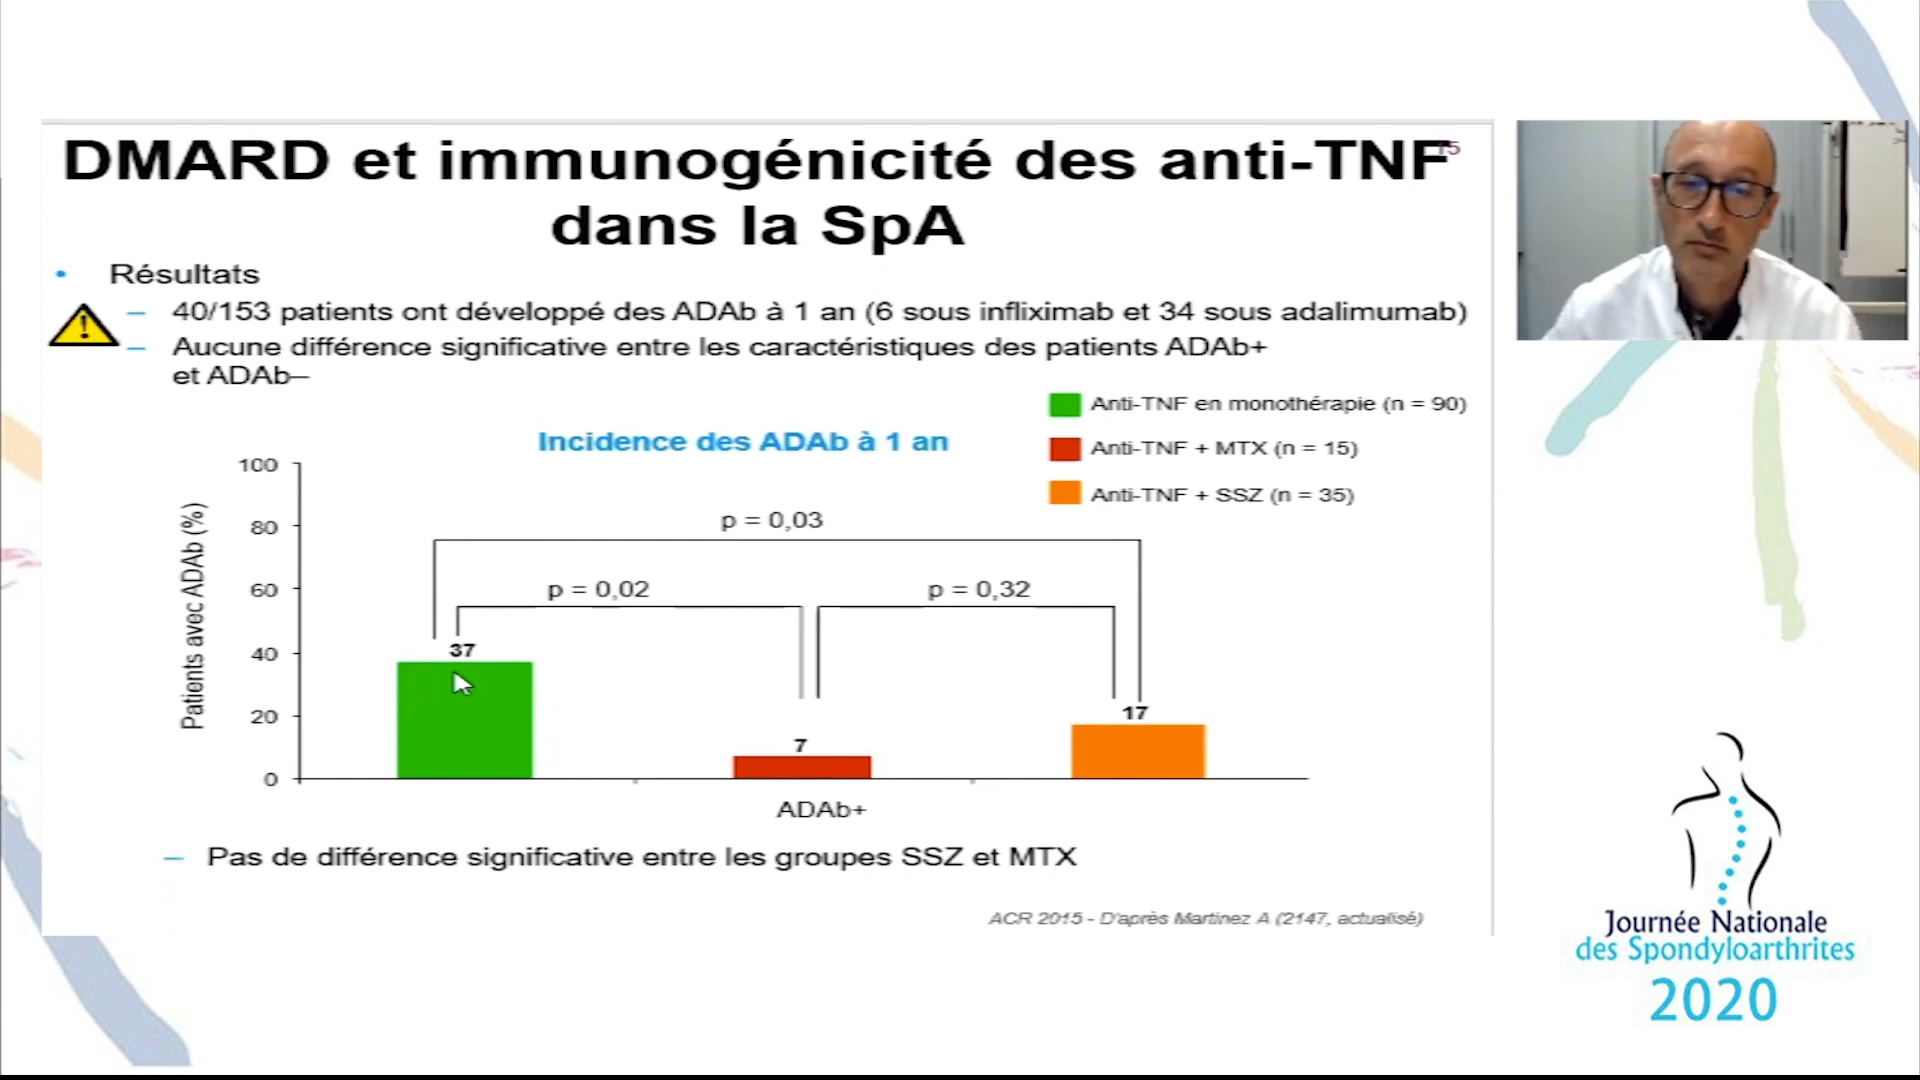 DMARD et immunogénicité des anti-TNF
15
dans la SpA
• Résultats
– 40/153 patients ont développé des ADAb à 1 an (6 sous infliximab et 34 sous adalimumab)
– Aucune différence significative entre les caractéristiques des patients ADAb+
et ADAb–
Anti-TNF en monothérapie (n = 90)
Anti-TNF + MTX (n = 15)
Anti-TNF + SSZ (n = 35)
Incidence des ADAb à 1 an
Patients avec ADAb (%)
100
80
60
40
20
0
p = 0,03
p = 0,02
p = 0,32
37
7
17
ADAb+
– Pas de différence significative entre les groupes SSZ et MTX
ACR 2015 - D'après Martinez A (2147, actualisé)
Journée Nationale
des Spondyloarthrites
2020